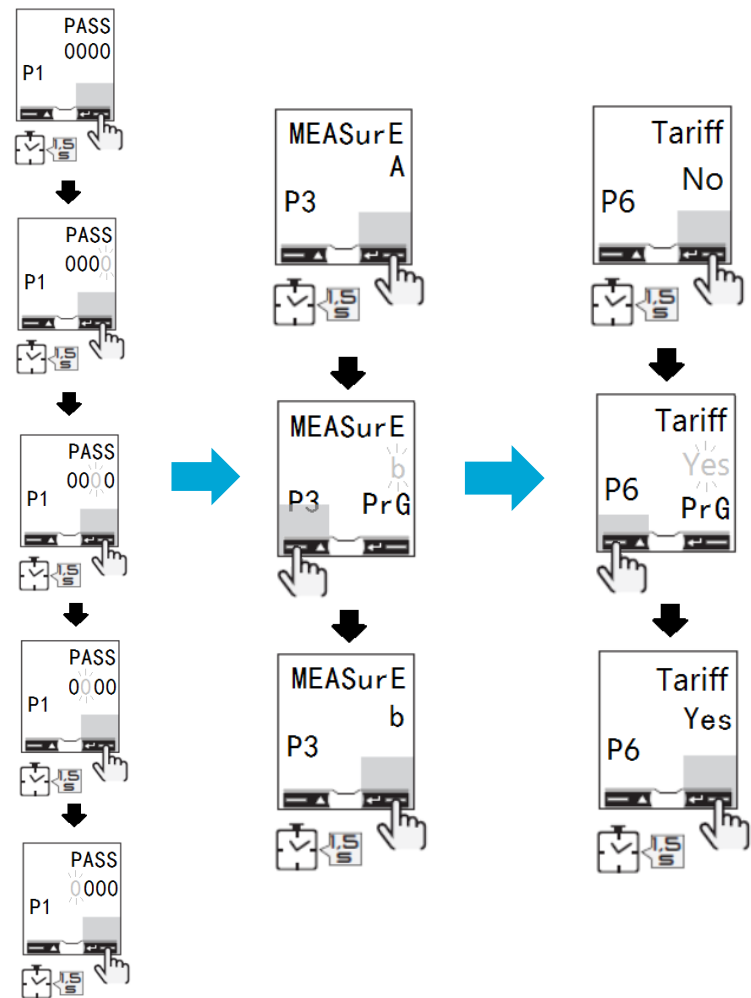 PASS
0000
P1
1,5
s
PASS
0000
P1
1,5
s
PASS
0000
P1
1,5
s
PASS
0000
P1
1,5
s
PASS
0000
P1
1,5
s
MEASurE
A
P3
1,5
s
MEASurE
b
P3 PrG
MEASurE
b
P3
1,5
s
Tariff
No
P6
1,5
s
Tariff
Yes
P6
PrG
Tariff
Yes
P6
1,5
s